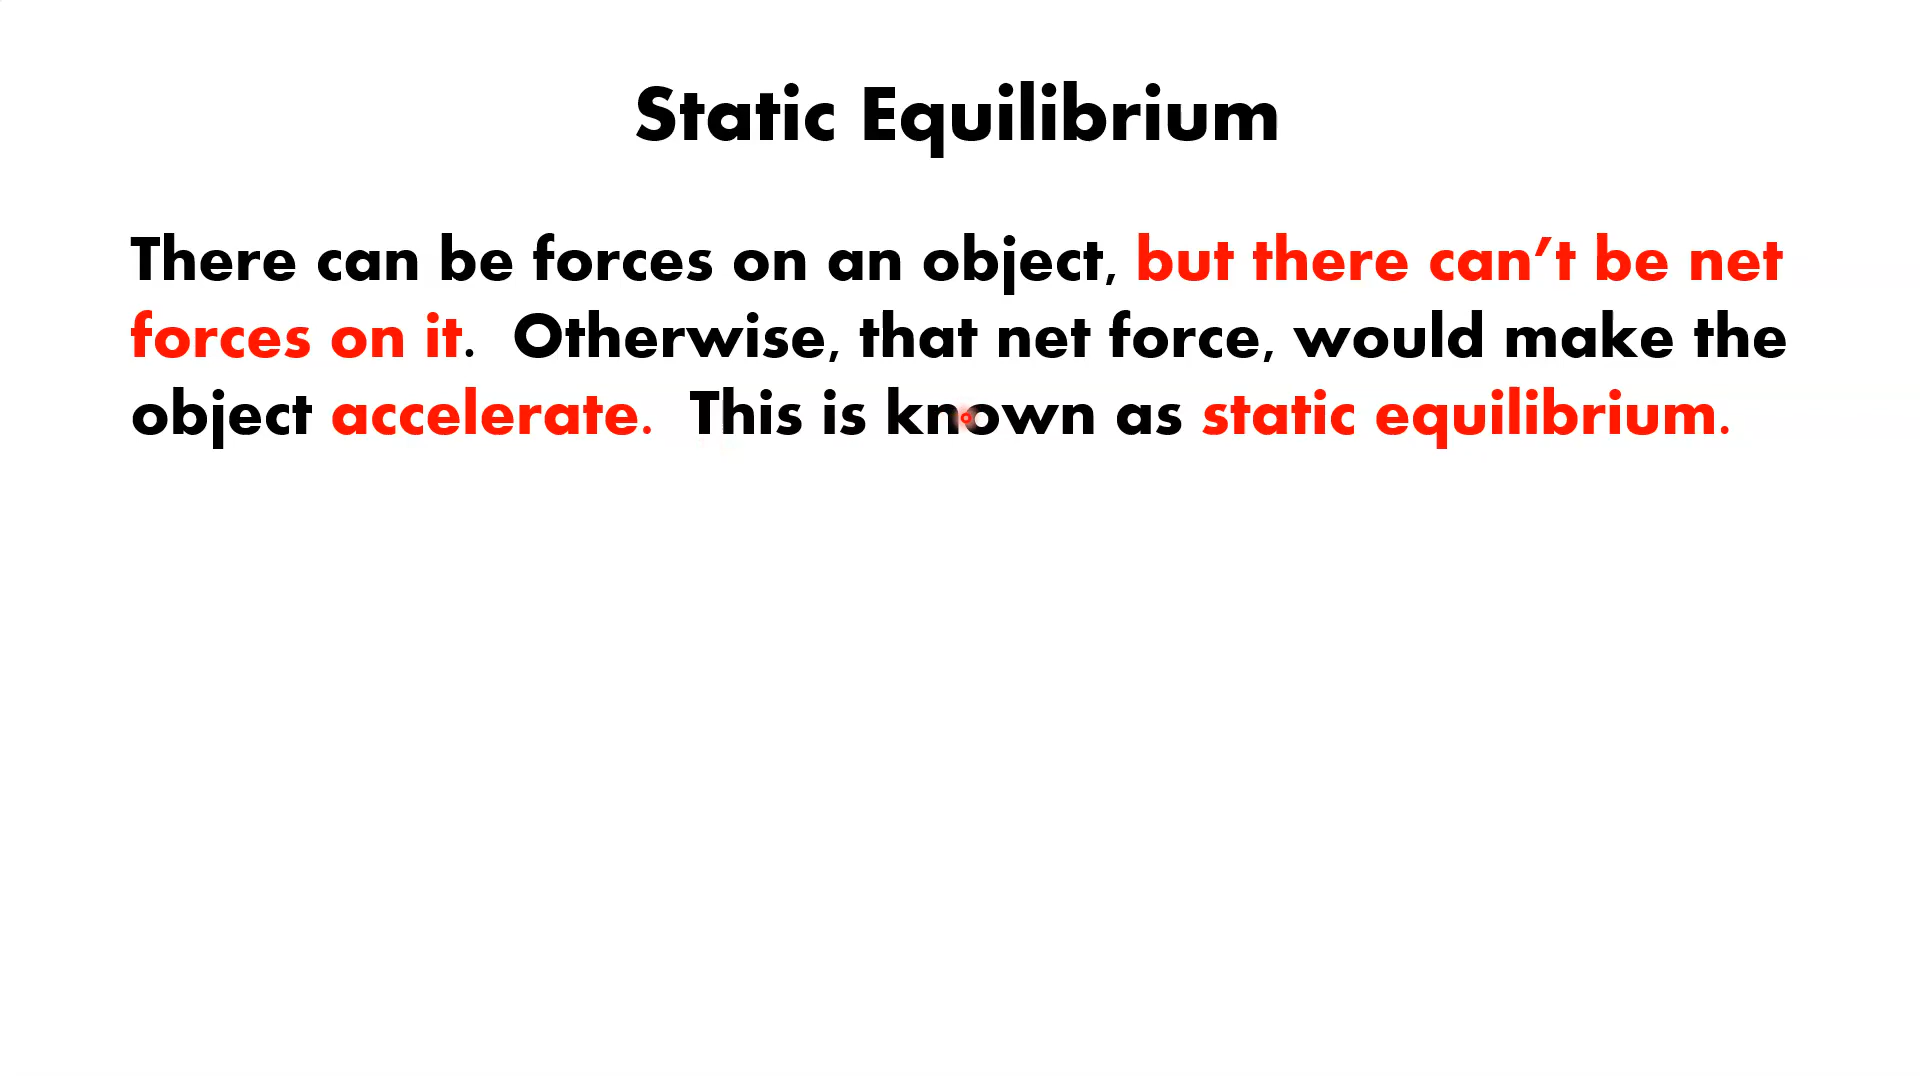 Static Equilibrium
There can be forces on an object, but there can’t be net
forces on it.  Otherwise, that net force, would make the
object accelerate.  This is known as static equilibrium.